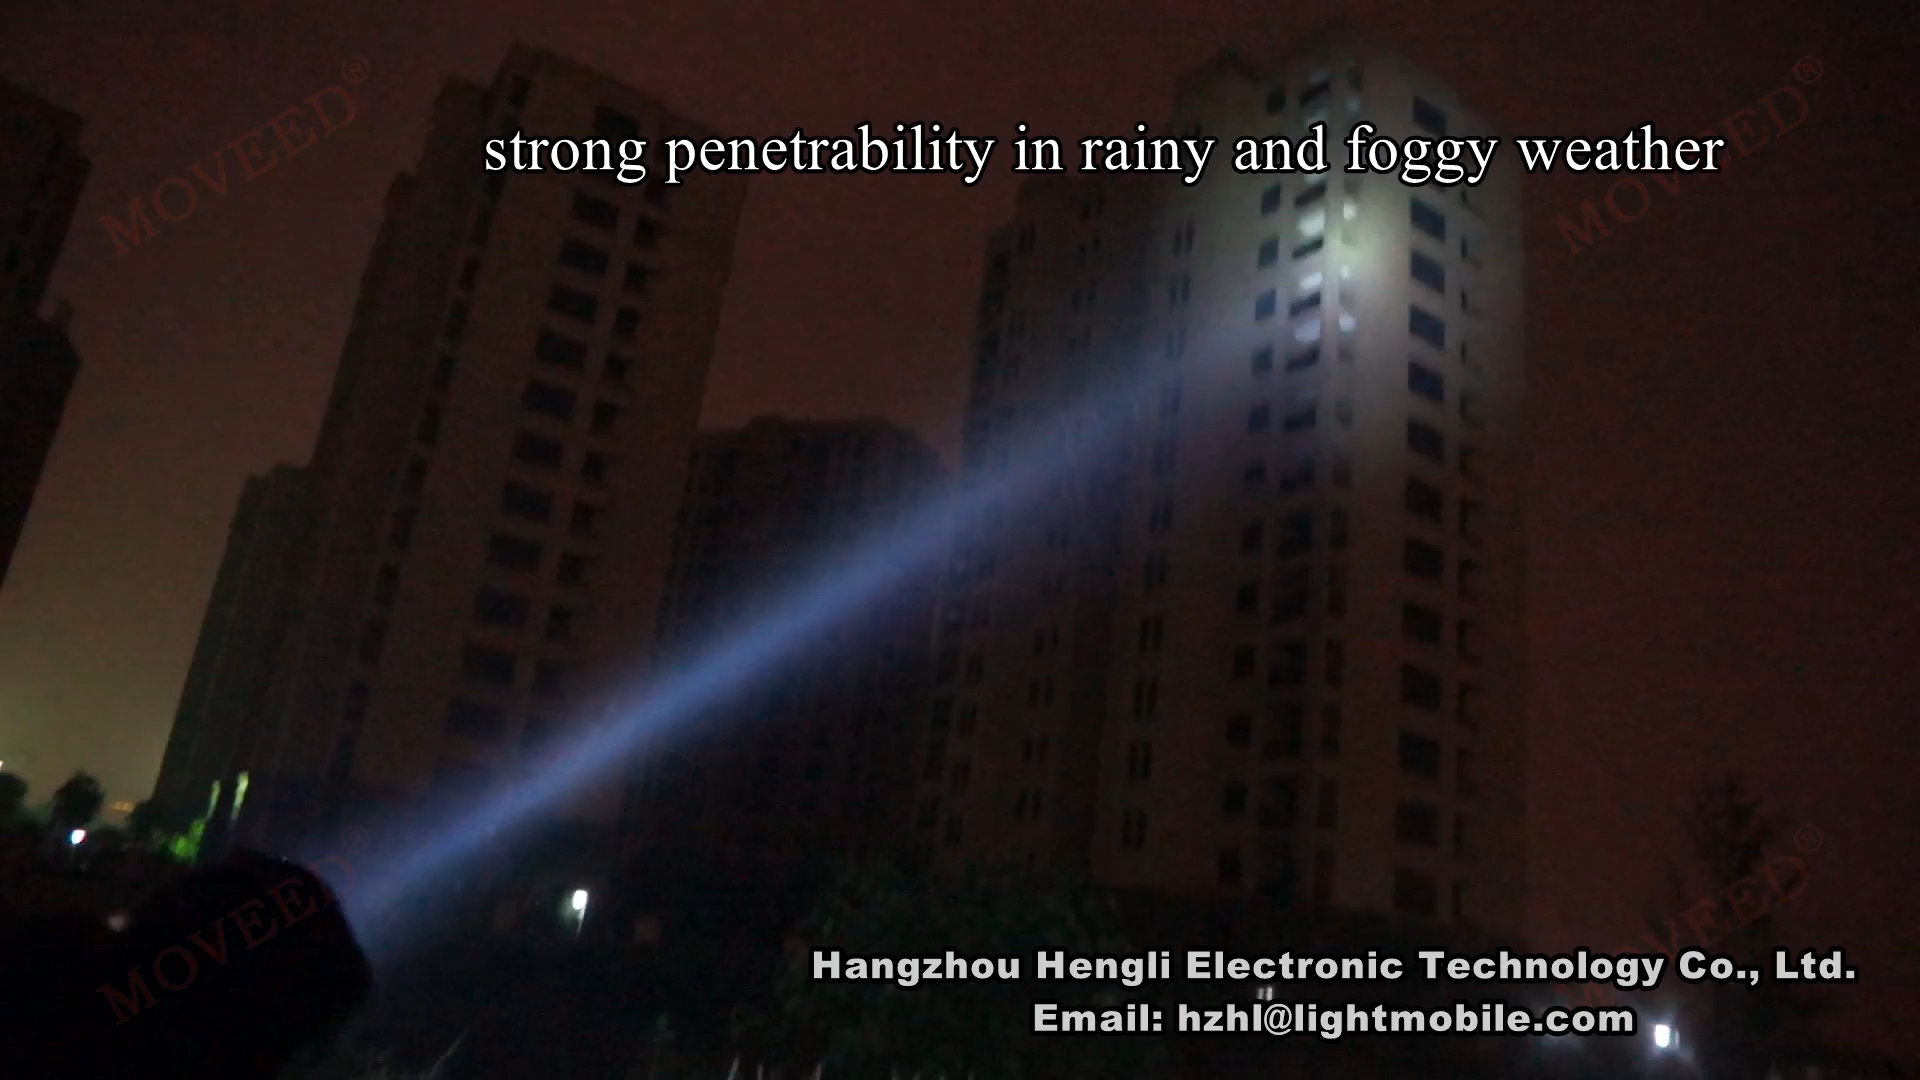 MOVEED®
MOVEED®
strong penetrability in rainy and foggy weather
MOVEED®
MOVEED®
Hangzhou Hengli Electronic Technology Co., Ltd.
Email: hzhl@lightmobile.com